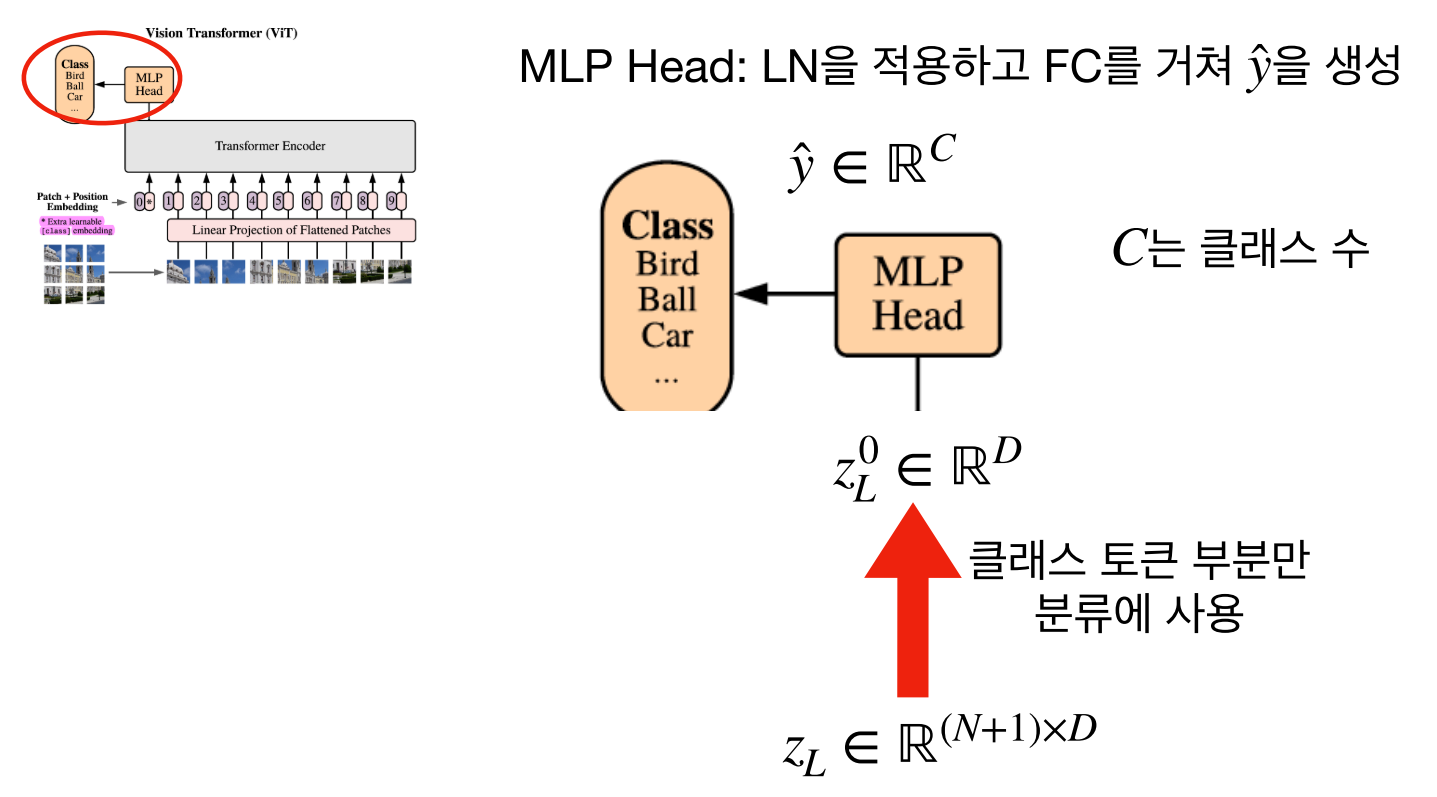 Vision Transformer (ViT)
Class
Bird
Ball
Car
...
MLP
Head
Transformer Encoder
Patch + Position
Embedding
0 * 1 2 3 4 5 6 7 8 9
* Extra learnable
[class] embedding
Linear Projection of Flattened Patches
MLP Head: LN을 적용하고 FC를 거쳐 ŷ을 생성
ŷ ∈ ℝ^C
C는 클래스 수
Class
Bird
Ball
Car
...
MLP
Head
z_L^0 ∈ ℝ^D
클래스 토큰 부분만
분류에 사용
z_L ∈ ℝ^{(N+1)×D}